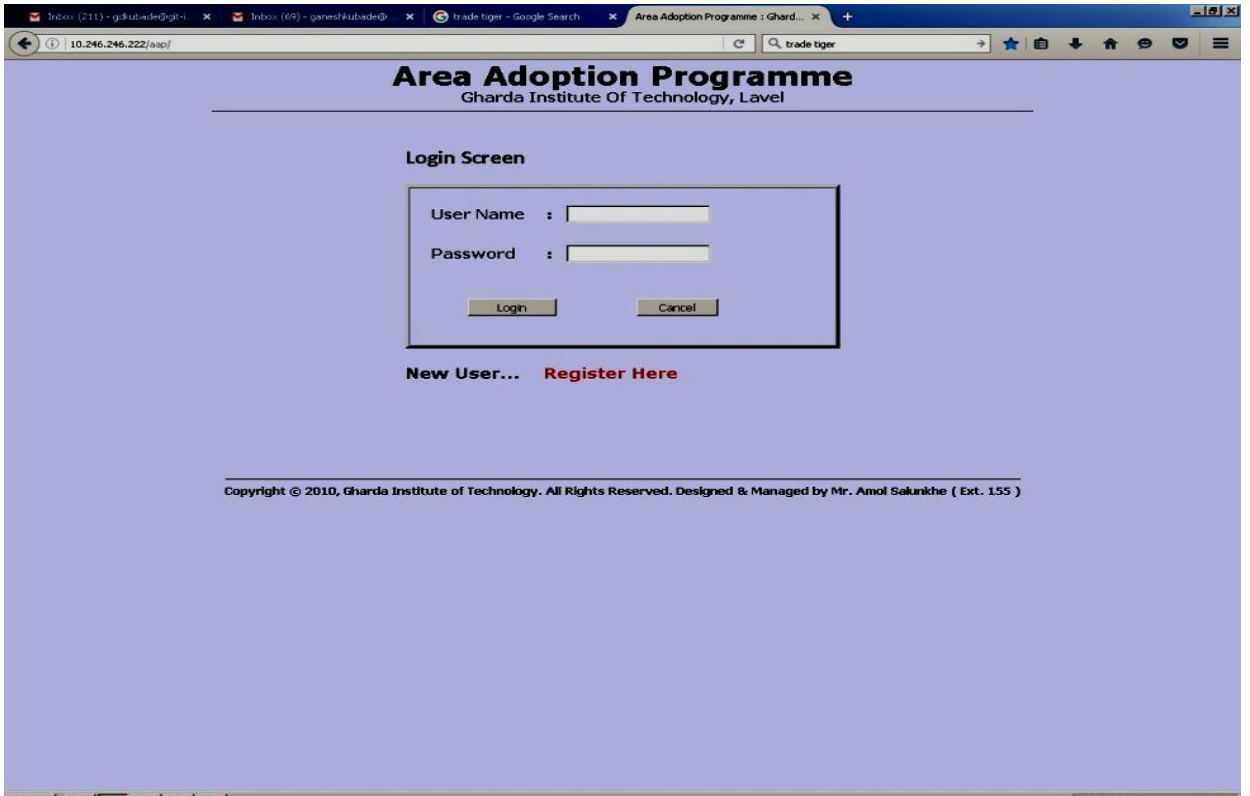 Inbox (211) - gdkubade@git-i.
Inbox (69) - ganeshkubade@...
trade tiger - Google Search
Area Adoption Programme : Ghard...
10.246.246.222/aap/
trade tiger
Area Adoption Programme
Gharda Institute Of Technology, Lavel
Login Screen
User Name :
Password :
Login Cancel
New User... Register Here
Copyright © 2010, Gharda Institute of Technology. All Rights Reserved. Designed & Managed by Mr. Amol Salunkhe ( Ext. 155 )